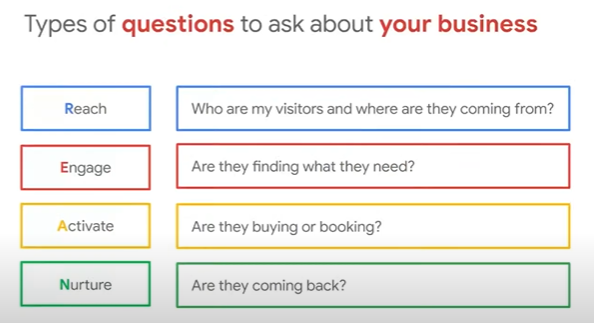 Types of questions to ask about your business
Reach
Who are my visitors and where are they coming from?
Engage
Are they finding what they need?
Activate
Are they buying or booking?
Nurture
Are they coming back?